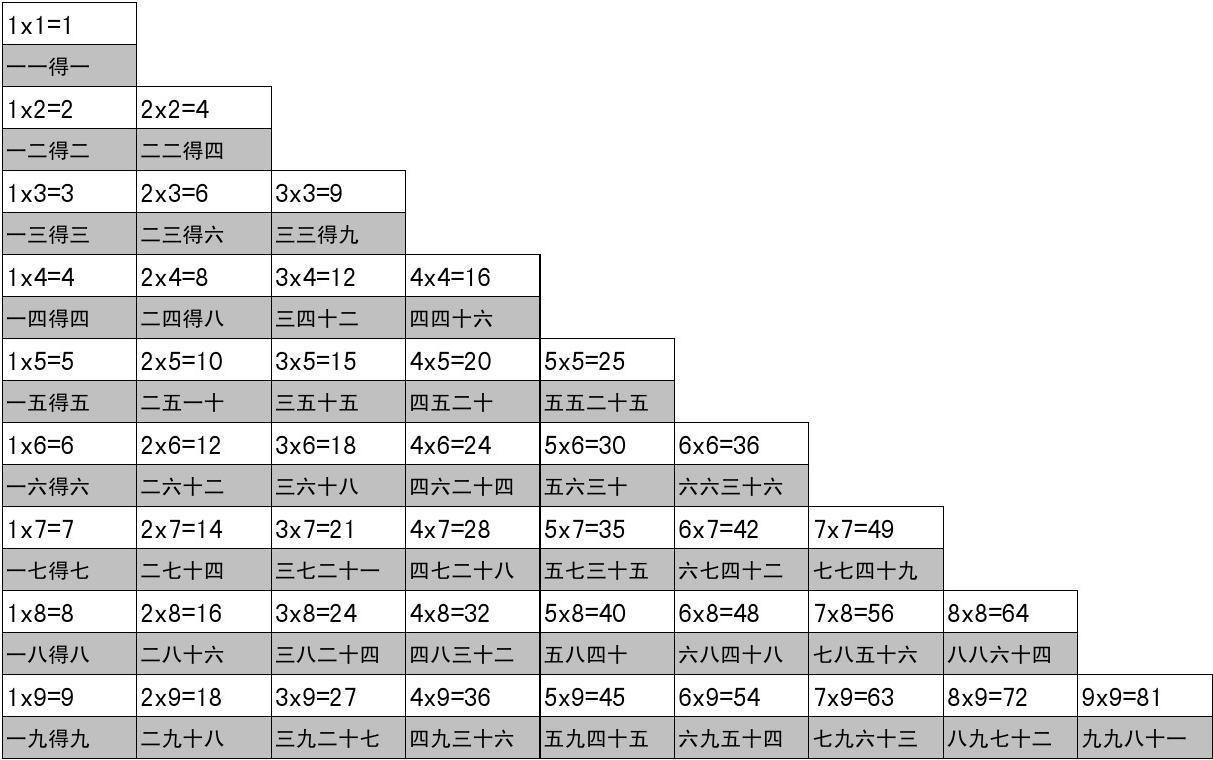 1x1=1
一一得一
1x2=2 2x2=4
一二得二 二二得四
1x3=3 2x3=6 3x3=9
一三得三 二三得六 三三得九
1x4=4 2x4=8 3x4=12 4x4=16
一四得四 二四得八 三四十二 四四十六
1x5=5 2x5=10 3x5=15 4x5=20 5x5=25
一五得五 二五一十 三五十五 四五二十 五五二十五
1x6=6 2x6=12 3x6=18 4x6=24 5x6=30 6x6=36
一六得六 二六十二 三六十八 四六二十四 五六三十 六六三十六
1x7=7 2x7=14 3x7=21 4x7=28 5x7=35 6x7=42 7x7=49
一七得七 二七十四 三七二十一 四七二十八 五七三十五 六七四十二 七七四十九
1x8=8 2x8=16 3x8=24 4x8=32 5x8=40 6x8=48 7x8=56 8x8=64
一八得八 二八十六 三八二十四 四八三十二 五八四十 六八四十八 七八五十六 八八六十四
1x9=9 2x9=18 3x9=27 4x9=36 5x9=45 6x9=54 7x9=63 8x9=72 9x9=81
一九得九 二九十八 三九二十七 四九三十六 五九四十五 六九五十四 七九六十三 八九七十二 九九八十一